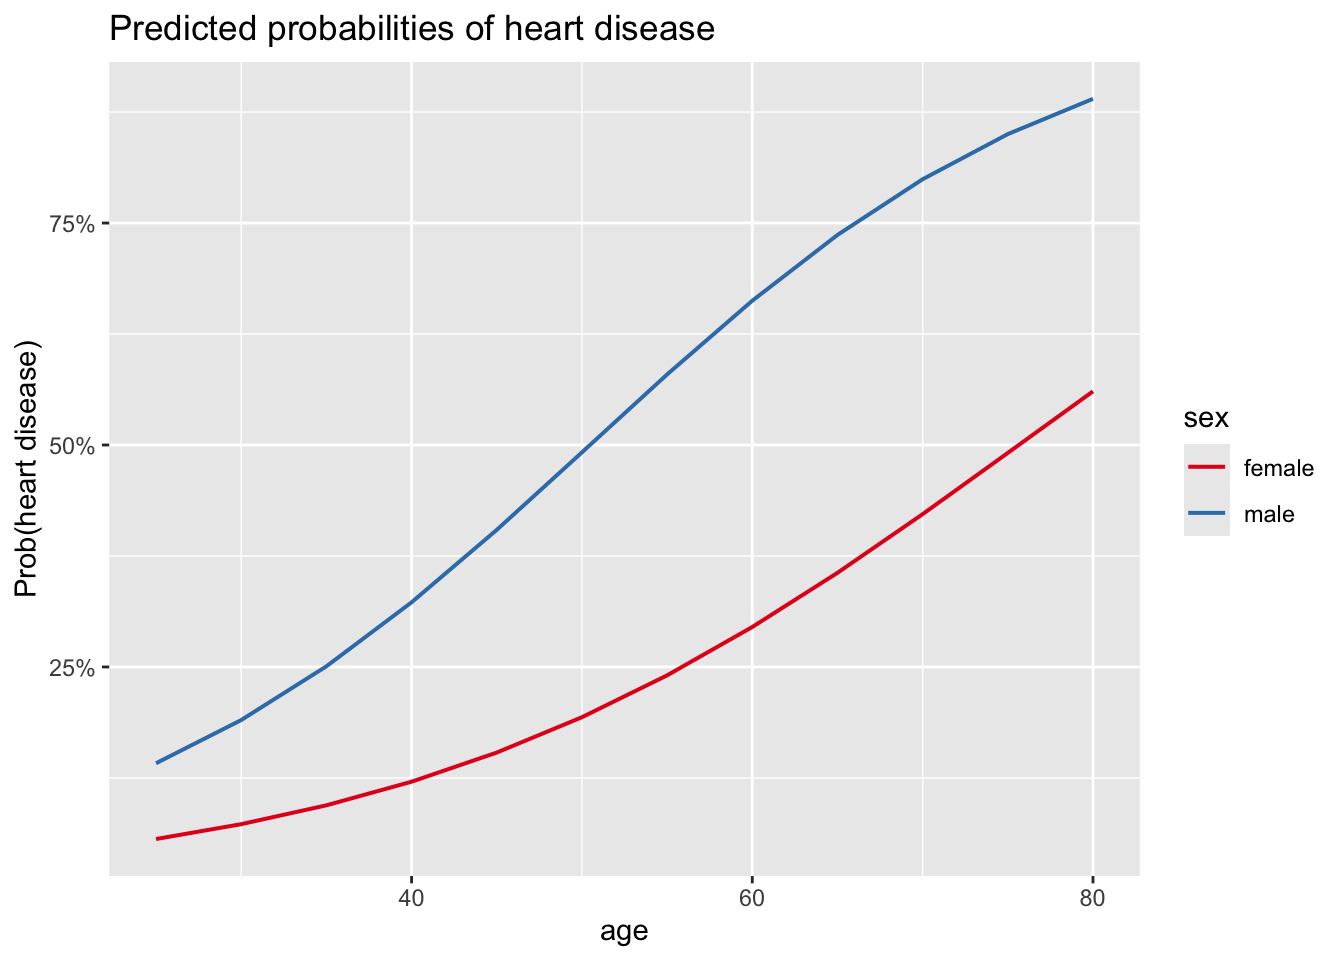 Predicted probabilities of heart disease
Prob(heart disease)
75%
50%
25%
40
60
80
age
sex
female
male